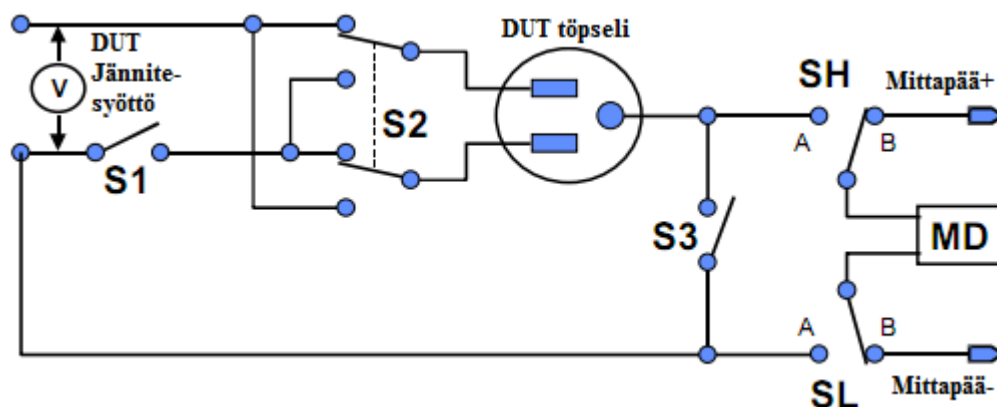 DUT töpseli
DUT
Jännite-
syöttö
V
S1
S2
S3
SH
Mittapää+
A
B
MD
A
B
SL
Mittapää-